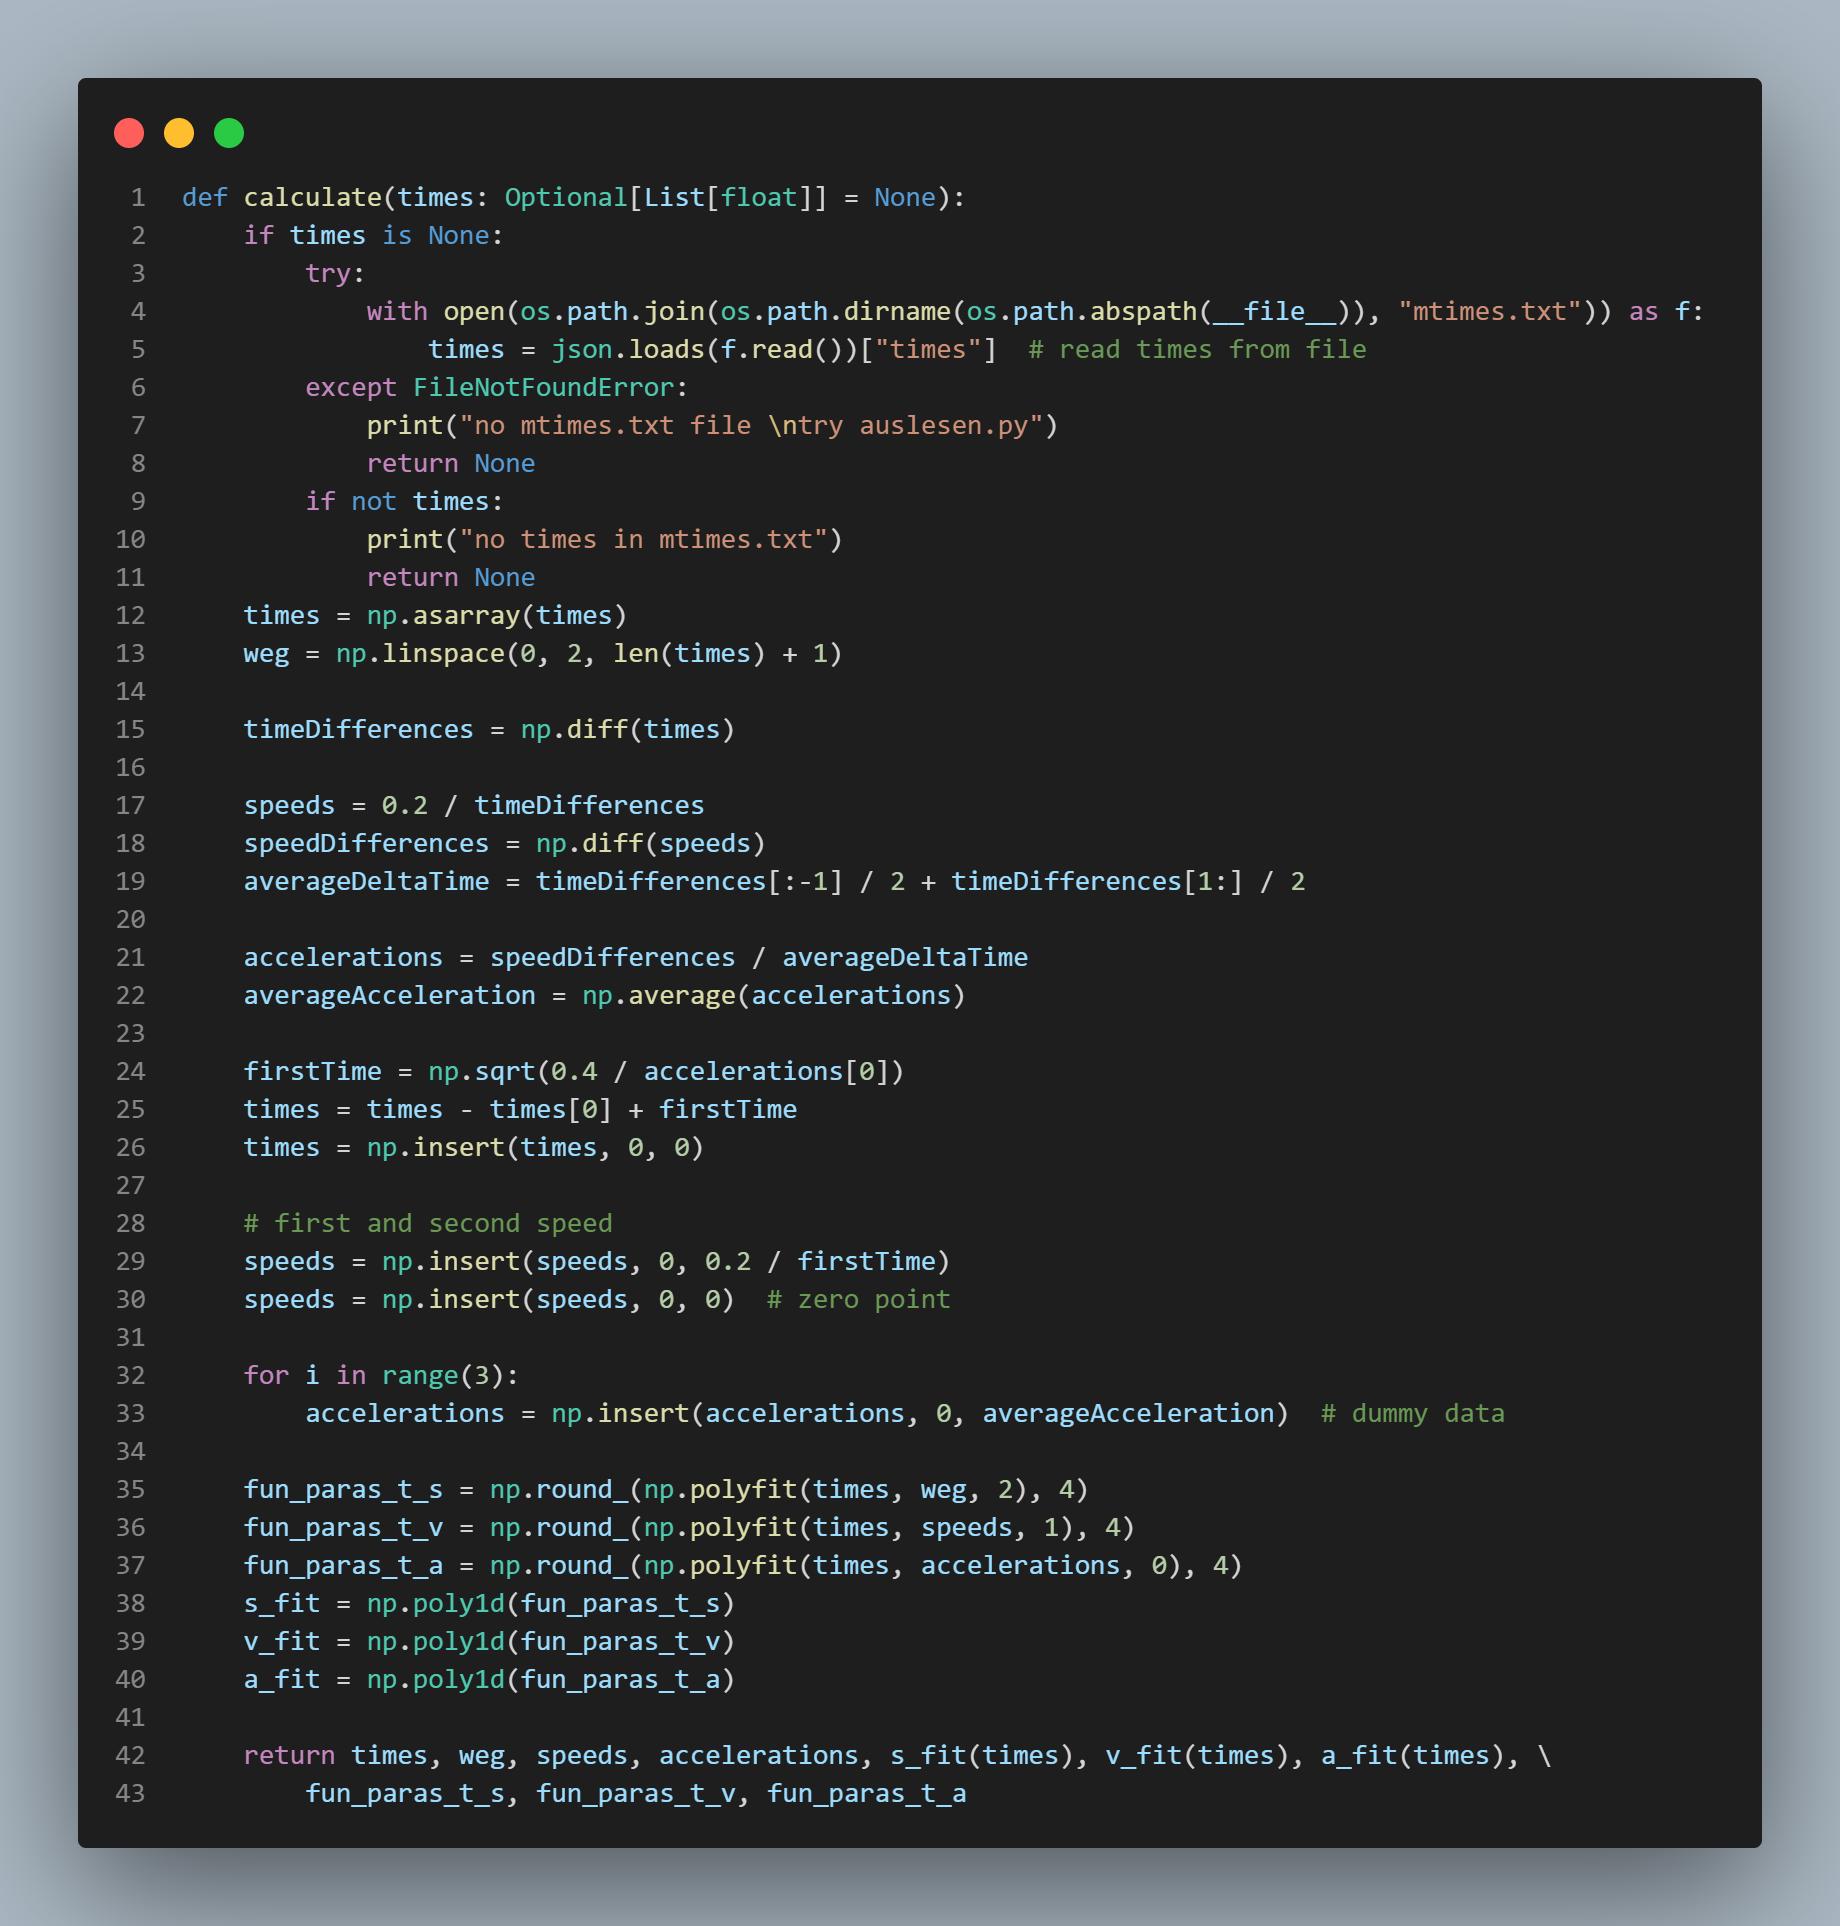 1 def calculate(times: Optional[List[float]] = None):
2     if times is None:
3         try:
4             with open(os.path.join(os.path.dirname(os.path.abspath(__file__)), "mtimes.txt")) as f:
5                 times = json.loads(f.read())["times"]  # read times from file
6         except FileNotFoundError:
7             print("no mtimes.txt file \ntry auslesen.py")
8             return None
9         if not times:
10             print("no times in mtimes.txt")
11             return None
12     times = np.asarray(times)
13     weg = np.linspace(0, 2, len(times) + 1)
14
15     timeDifferences = np.diff(times)
16
17     speeds = 0.2 / timeDifferences
18     speedDifferences = np.diff(speeds)
19     averageDeltaTime = timeDifferences[:-1] / 2 + timeDifferences[1:] / 2
20
21     accelerations = speedDifferences / averageDeltaTime
22     averageAcceleration = np.average(accelerations)
23
24     firstTime = np.sqrt(0.4 / accelerations[0])
25     times = times - times[0] + firstTime
26     times = np.insert(times, 0, 0)
27
28     # first and second speed
29     speeds = np.insert(speeds, 0, 0.2 / firstTime)
30     speeds = np.insert(speeds, 0, 0)  # zero point
31
32     for i in range(3):
33         accelerations = np.insert(accelerations, 0, averageAcceleration)  # dummy data
34
35     fun_paras_t_s = np.round_(np.polyfit(times, weg, 2), 4)
36     fun_paras_t_v = np.round_(np.polyfit(times, speeds, 1), 4)
37     fun_paras_t_a = np.round_(np.polyfit(times, accelerations, 0), 4)
38     s_fit = np.poly1d(fun_paras_t_s)
39     v_fit = np.poly1d(fun_paras_t_v)
40     a_fit = np.poly1d(fun_paras_t_a)
41
42     return times, weg, speeds, accelerations, s_fit(times), v_fit(times), a_fit(times), \
43         fun_paras_t_s, fun_paras_t_v, fun_paras_t_a